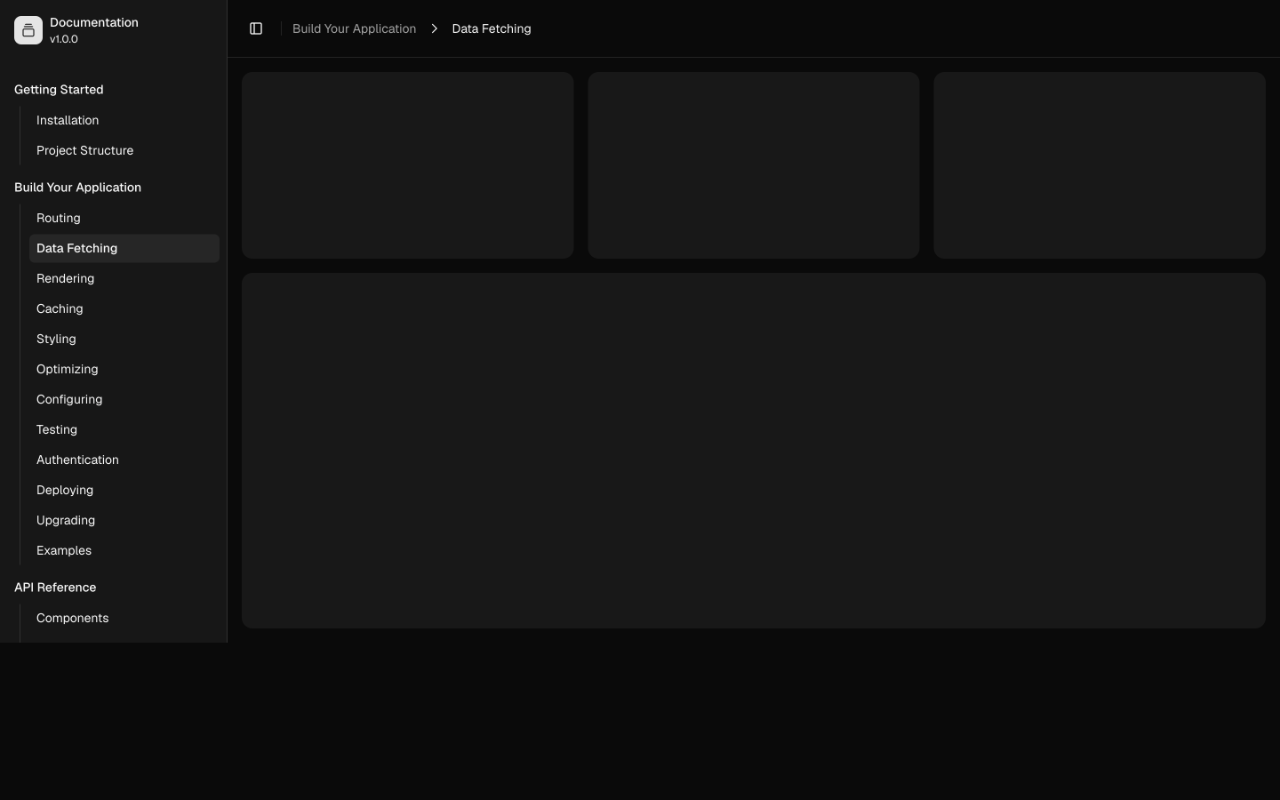 Documentation
v1.0.0
Getting Started
Installation
Project Structure
Build Your Application
Routing
Data Fetching
Rendering
Caching
Styling
Optimizing
Configuring
Testing
Authentication
Deploying
Upgrading
Examples
API Reference
Components
Build Your Application > Data Fetching